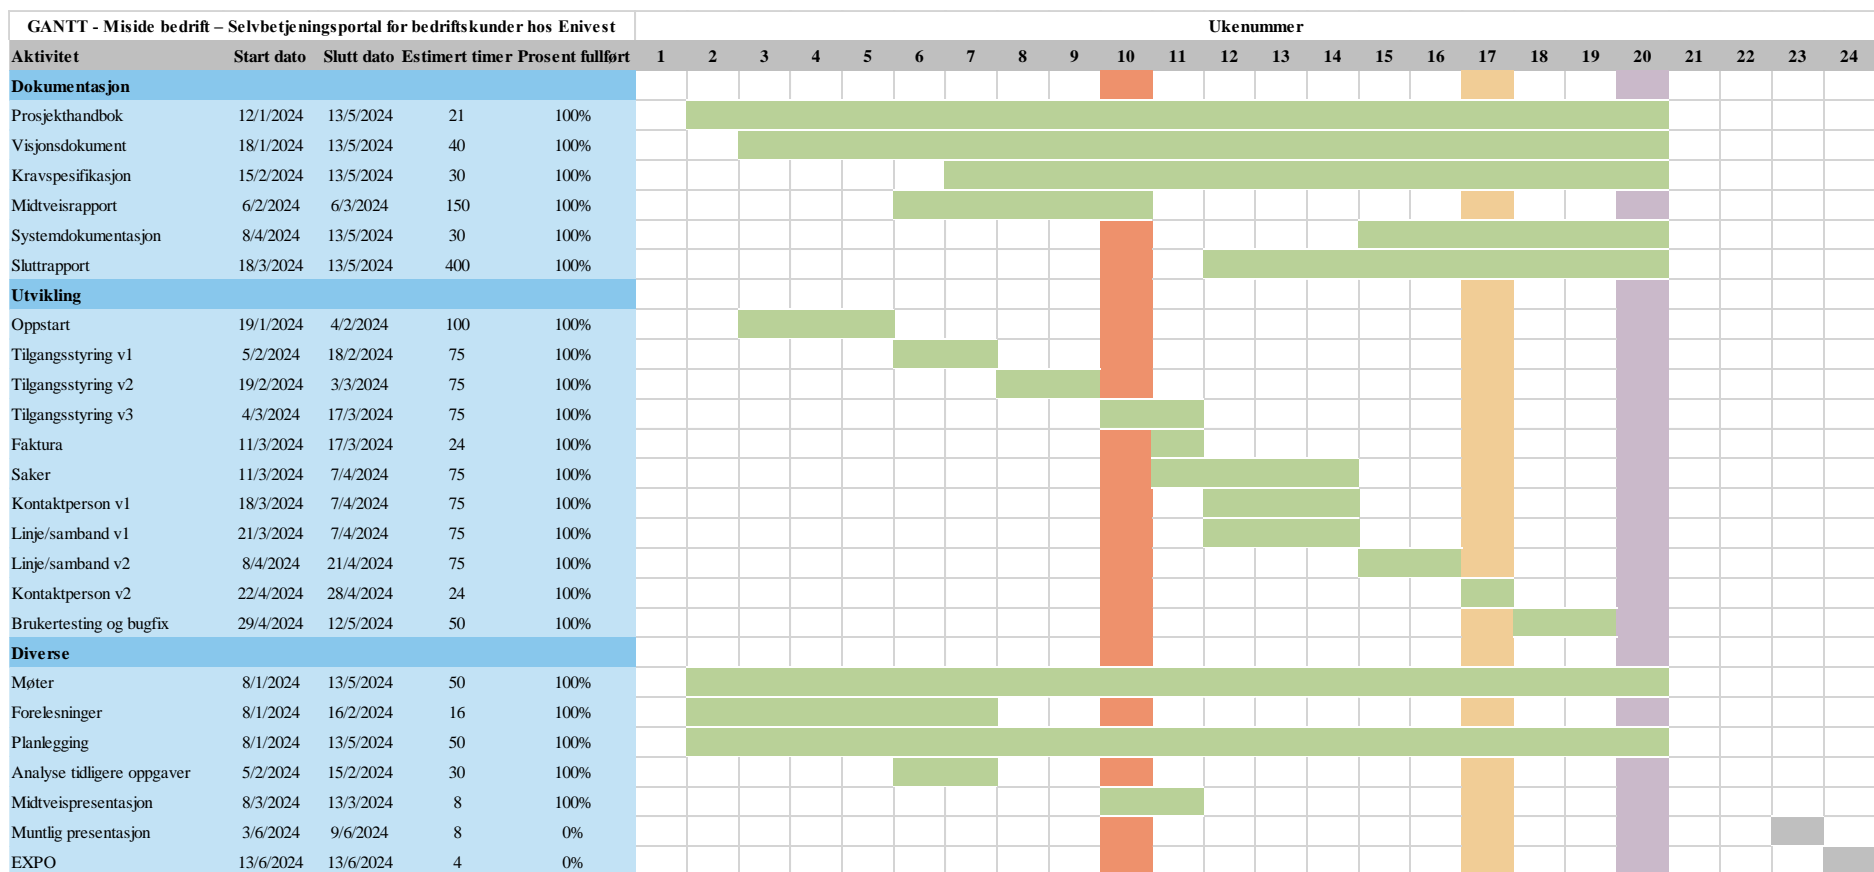 GANTT - Miside bedrift – Selvbetjeningsportal for bedriftskunder hos Enivest Ukenummer
Aktivitet Start dato Slutt dato Estimert timer Prosent fullført 1 2 3 4 5 6 7 8 9 10 11 12 13 14 15 16 17 18 19 20 21 22 23 24
Dokumentasjon
Prosjekthandbok 12/1/2024 13/5/2024 21 100%
Visjonsdokument 18/1/2024 13/5/2024 40 100%
Kravspesifikasjon 15/2/2024 13/5/2024 30 100%
Midtveisrapport 6/2/2024 6/3/2024 150 100%
Systemdokumentasjon 8/4/2024 13/5/2024 30 100%
Sluttrapport 18/3/2024 13/5/2024 400 100%
Utvikling
Oppstart 19/1/2024 4/2/2024 100 100%
Tilgangsstyring v1 5/2/2024 18/2/2024 75 100%
Tilgangsstyring v2 19/2/2024 3/3/2024 75 100%
Tilgangsstyring v3 4/3/2024 17/3/2024 75 100%
Faktura 11/3/2024 17/3/2024 24 100%
Saker 11/3/2024 7/4/2024 75 100%
Kontaktperson v1 18/3/2024 7/4/2024 75 100%
Linje/samband v1 21/3/2024 7/4/2024 75 100%
Linje/samband v2 8/4/2024 21/4/2024 75 100%
Kontaktperson v2 22/4/2024 28/4/2024 24 100%
Brukertesting og bugfix 29/4/2024 12/5/2024 50 100%
Diverse
Møter 8/1/2024 13/5/2024 50 100%
Forelesninger 8/1/2024 16/2/2024 16 100%
Planlegging 8/1/2024 13/5/2024 50 100%
Analyse tidligere oppgaver 5/2/2024 15/2/2024 30 100%
Midtveispresentasjon 8/3/2024 13/3/2024 8 100%
Muntlig presentasjon 3/6/2024 9/6/2024 8 0%
EXPO 13/6/2024 13/6/2024 4 0%